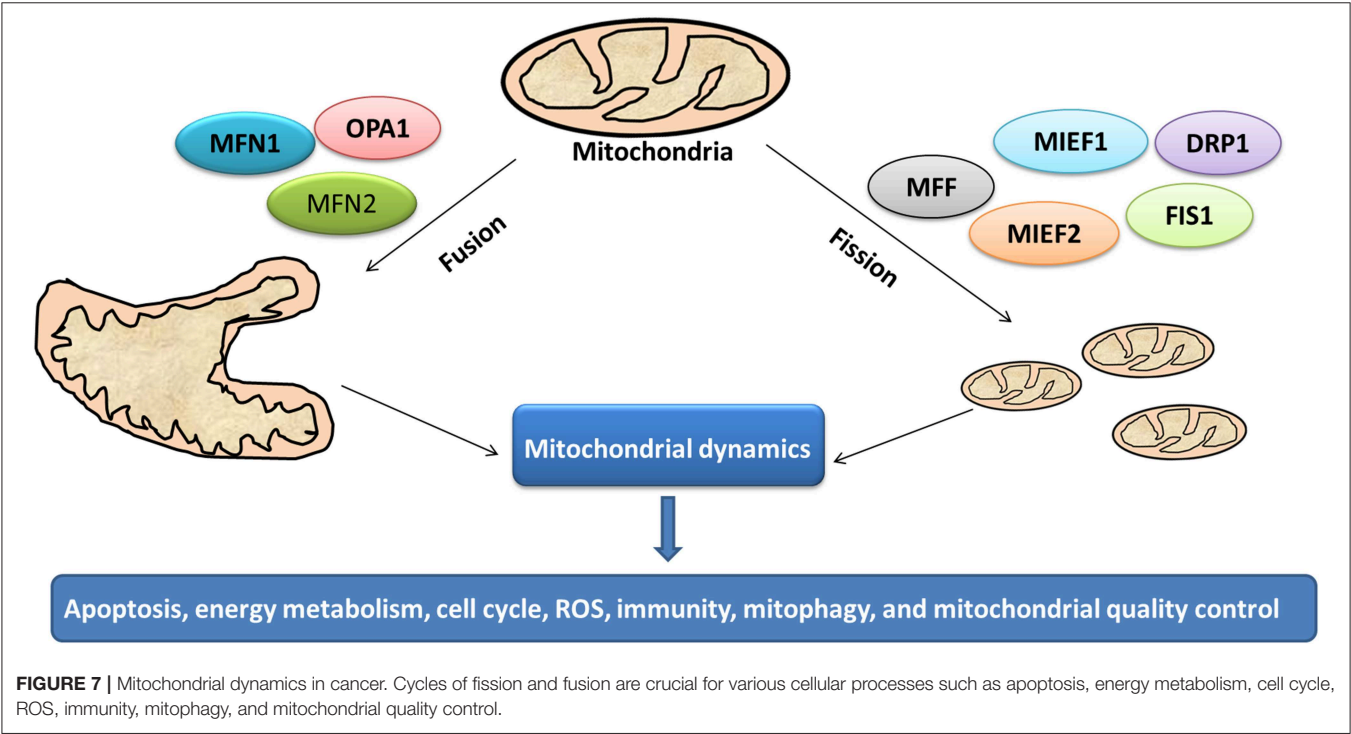 Mitochondria
MFN1
OPA1
MFN2
MIEF1
DRP1
MFF
MIEF2
FIS1
Fusion
Fission
Mitochondrial dynamics
Apoptosis, energy metabolism, cell cycle, ROS, immunity, mitophagy, and mitochondrial quality control
FIGURE 7 | Mitochondrial dynamics in cancer. Cycles of fission and fusion are crucial for various cellular processes such as apoptosis, energy metabolism, cell cycle,
ROS, immunity, mitophagy, and mitochondrial quality control.